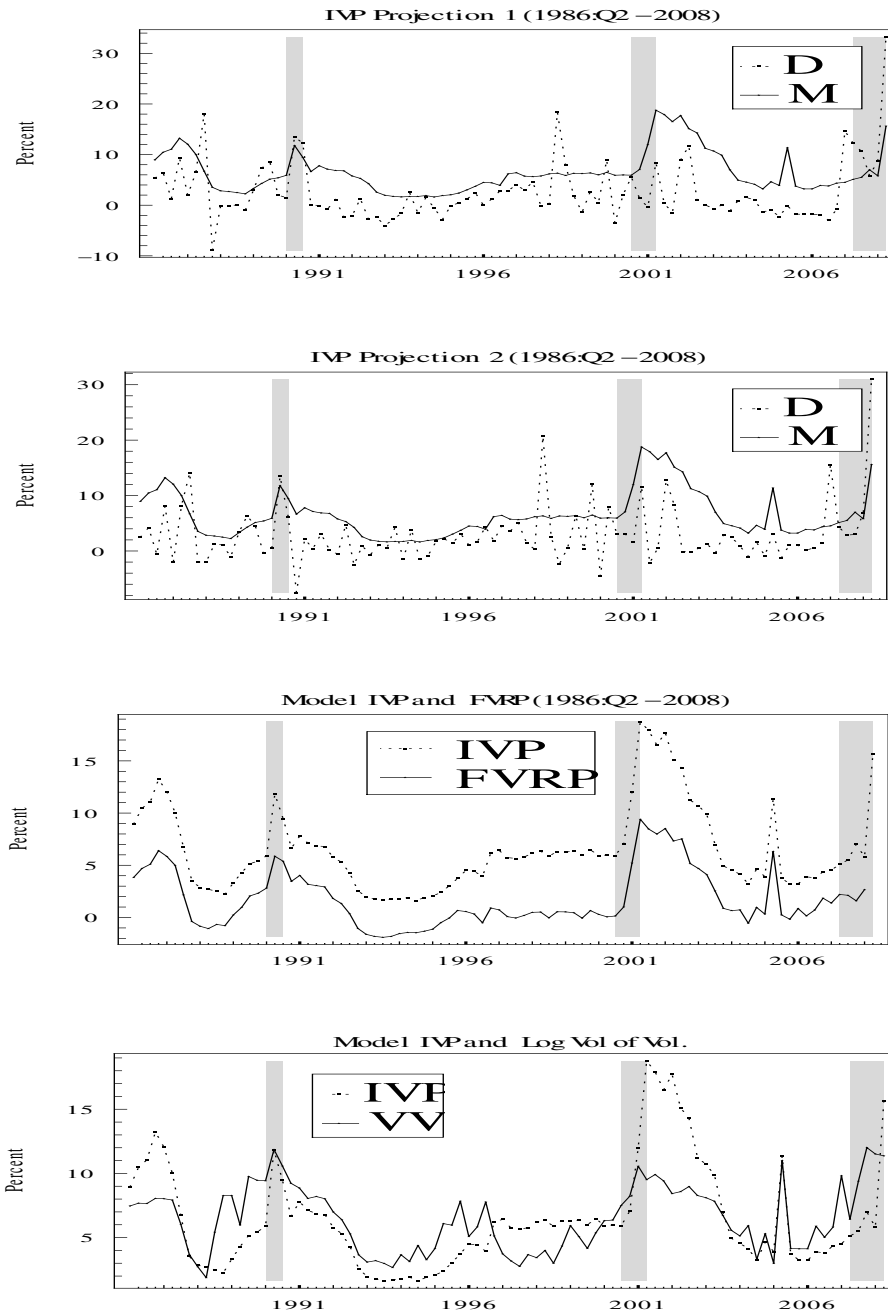 IVP Projection 1 (1986:Q2−2008)
30
20
10
0
−10
Percent
D
M
1991
1996
2001
2006
IVP Projection 2 (1986:Q2−2008)
30
20
10
0
Percent
D
M
1991
1996
2001
2006
Model IVP and FVRP (1986:Q2−2008)
15
10
5
0
Percent
IVP
FVRP
1991
1996
2001
2006
Model IVP and Log Vol of Vol.
15
10
5
Percent
IVP
VV
1991
1996
2001
2006